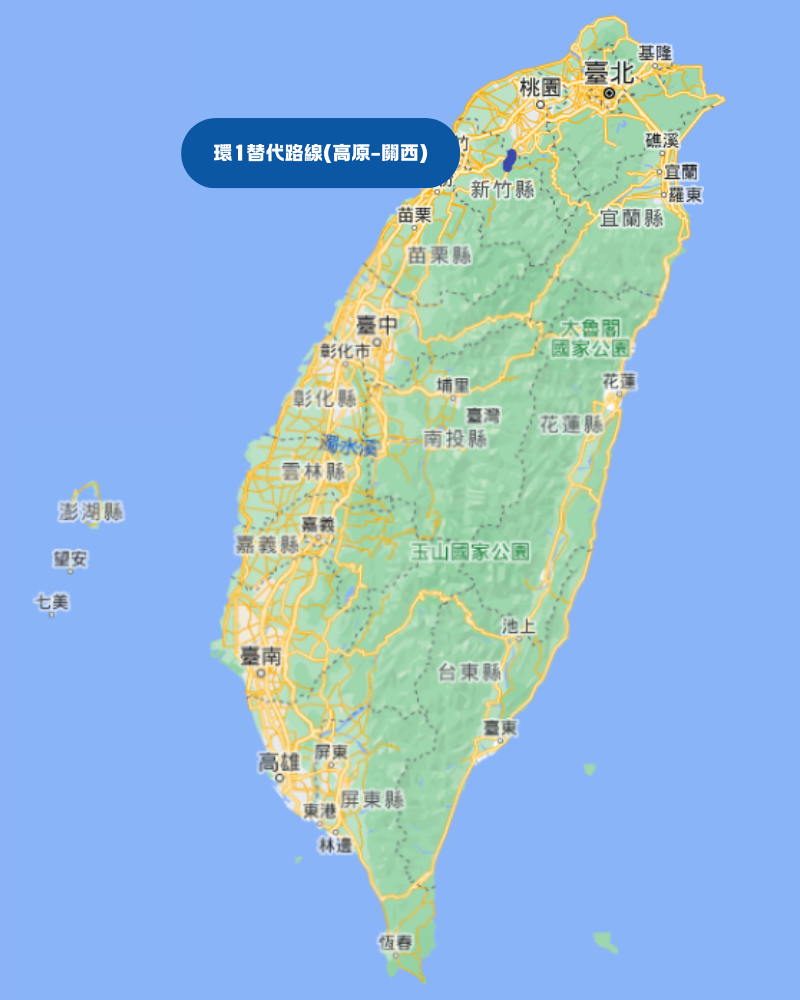 基隆
臺北
桃園
環1替代路線(高原-關西)
竹
礁溪
宜蘭
新竹縣
羅東
苗栗
宜蘭縣
苗栗縣
臺中
太魯閣
國家公園
彰化市
花蓮
埔里
彰化縣
臺灣
花蓮縣
南投縣
濁水溪
雲林縣
澎湖縣
嘉義
嘉義縣
玉山國家公園
望安
七美
池上
臺南
台東縣
臺東
屏東
高雄
屏東縣
東港
林邊
恆春